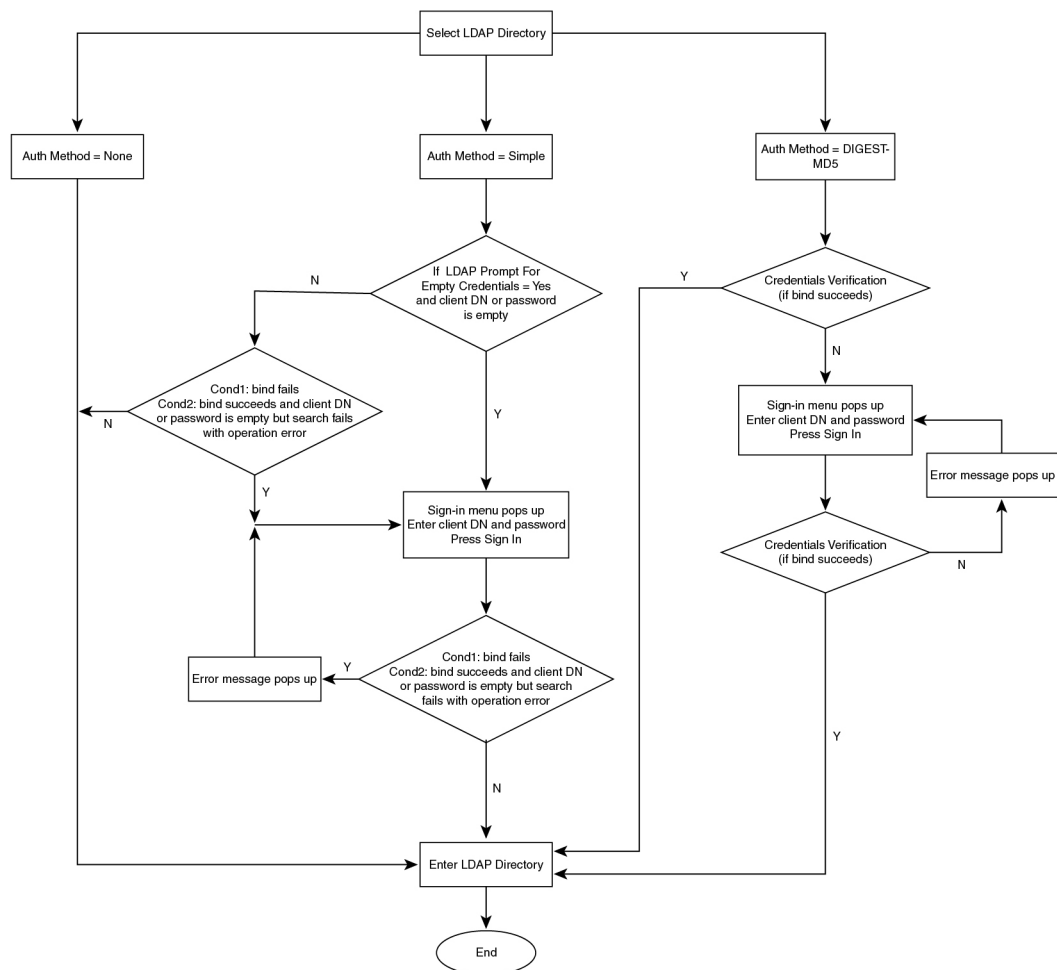 Select LDAP Directory
Auth Method = None
Auth Method = Simple
Auth Method = DIGEST-
MD5
If LDAP Prompt For
Empty Credentials = Yes
and client DN or password
is empty
N
Y
Credentials Verification
(if bind succeeds)
Y
N
Cond1: bind fails
Cond2: bind succeeds and client DN
or password is empty but search fails
with operation error
N
Y
Sign-in menu pops up
Enter client DN and password
Press Sign In
Error message pops up
Sign-in menu pops up
Enter client DN and password
Press Sign In
Credentials Verification
(if bind succeeds)
N
Y
Cond1: bind fails
Cond2: bind succeeds and client DN
or password is empty but search
fails with operation error
Y
Error message pops up
N
Enter LDAP Directory
End